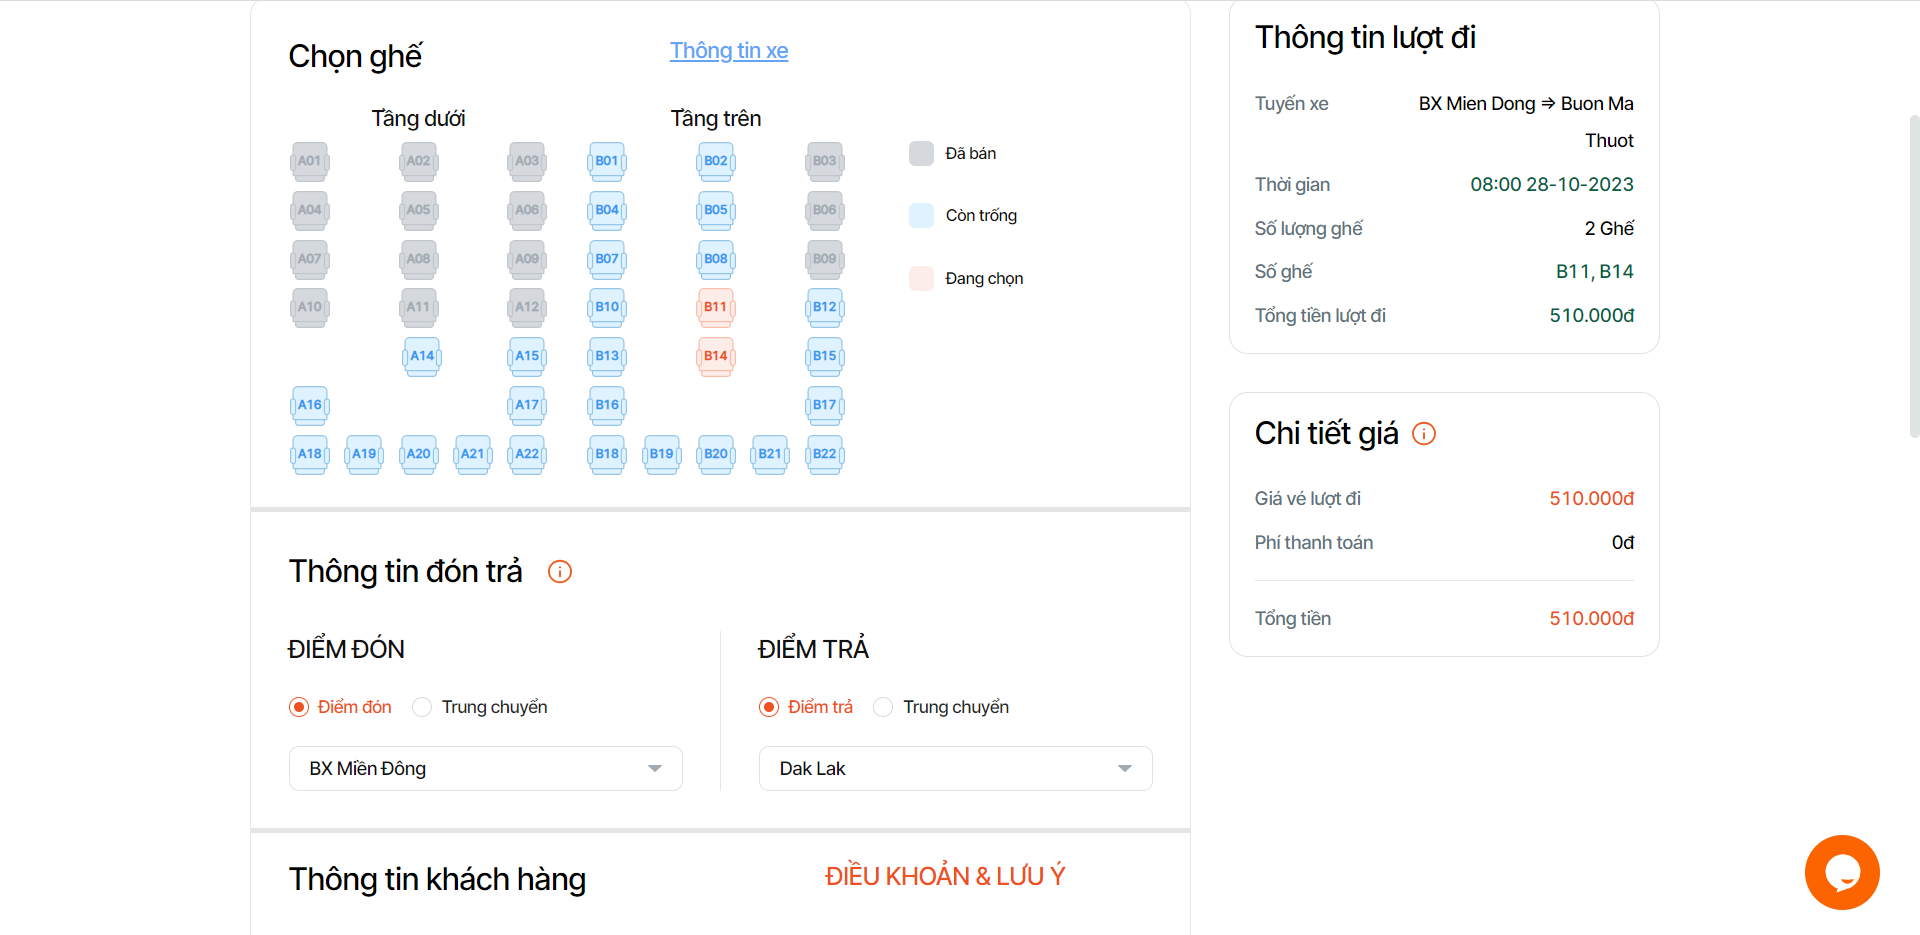 Chọn ghế
Thông tin xe
Tầng dưới
Tầng trên
A01 A02 A03 B01 B02 B03
A04 A05 A06 B04 B05 B06
A07 A08 A09 B07 B08 B09
A10 A11 A12 B10 B11 B12
A14 A15 B13 B14 B15
A16 A17 B16 B17
A18 A19 A20 A21 A22 B18 B19 B20 B21 B22
Đã bán
Còn trống
Đang chọn
Thông tin đón trả
ĐIỂM ĐÓN
Điểm đón Trung chuyển
BX Miền Đông
ĐIỂM TRẢ
Điểm trả Trung chuyển
Dak Lak
Thông tin khách hàng
ĐIỀU KHOẢN & LƯU Ý
Thông tin lượt đi
Tuyến xe BX Mien Dong => Buon Ma
Thuot
Thời gian 08:00 28-10-2023
Số lượng ghế 2 Ghế
Số ghế B11, B14
Tổng tiền lượt đi 510.000đ
Chi tiết giá
Giá vé lượt đi 510.000đ
Phí thanh toán 0đ
Tổng tiền 510.000đ